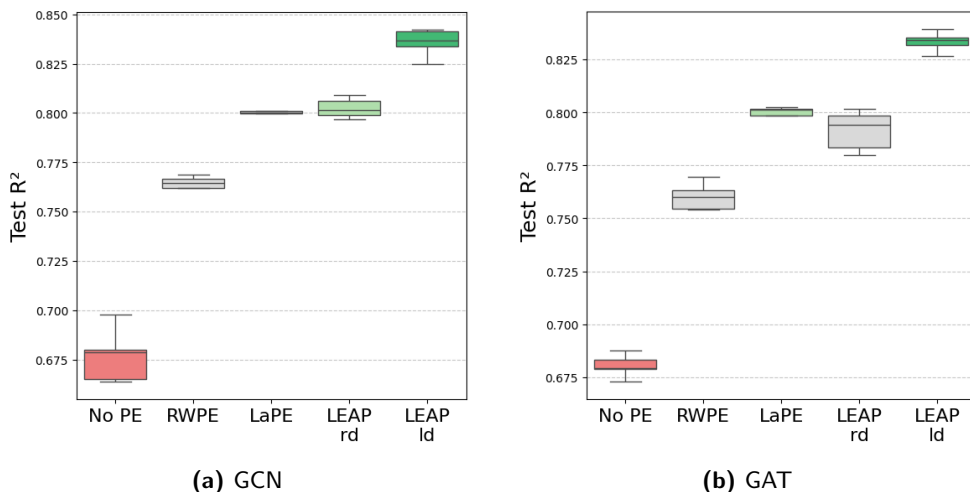 Test R²
0.850
0.825
0.800
0.775
0.750
0.725
0.700
0.675
No PE
RWPE
LaPE
LEAP
rd
LEAP
ld
(a) GCN
Test R²
0.825
0.800
0.775
0.750
0.725
0.700
0.675
No PE
RWPE
LaPE
LEAP
rd
LEAP
ld
(b) GAT